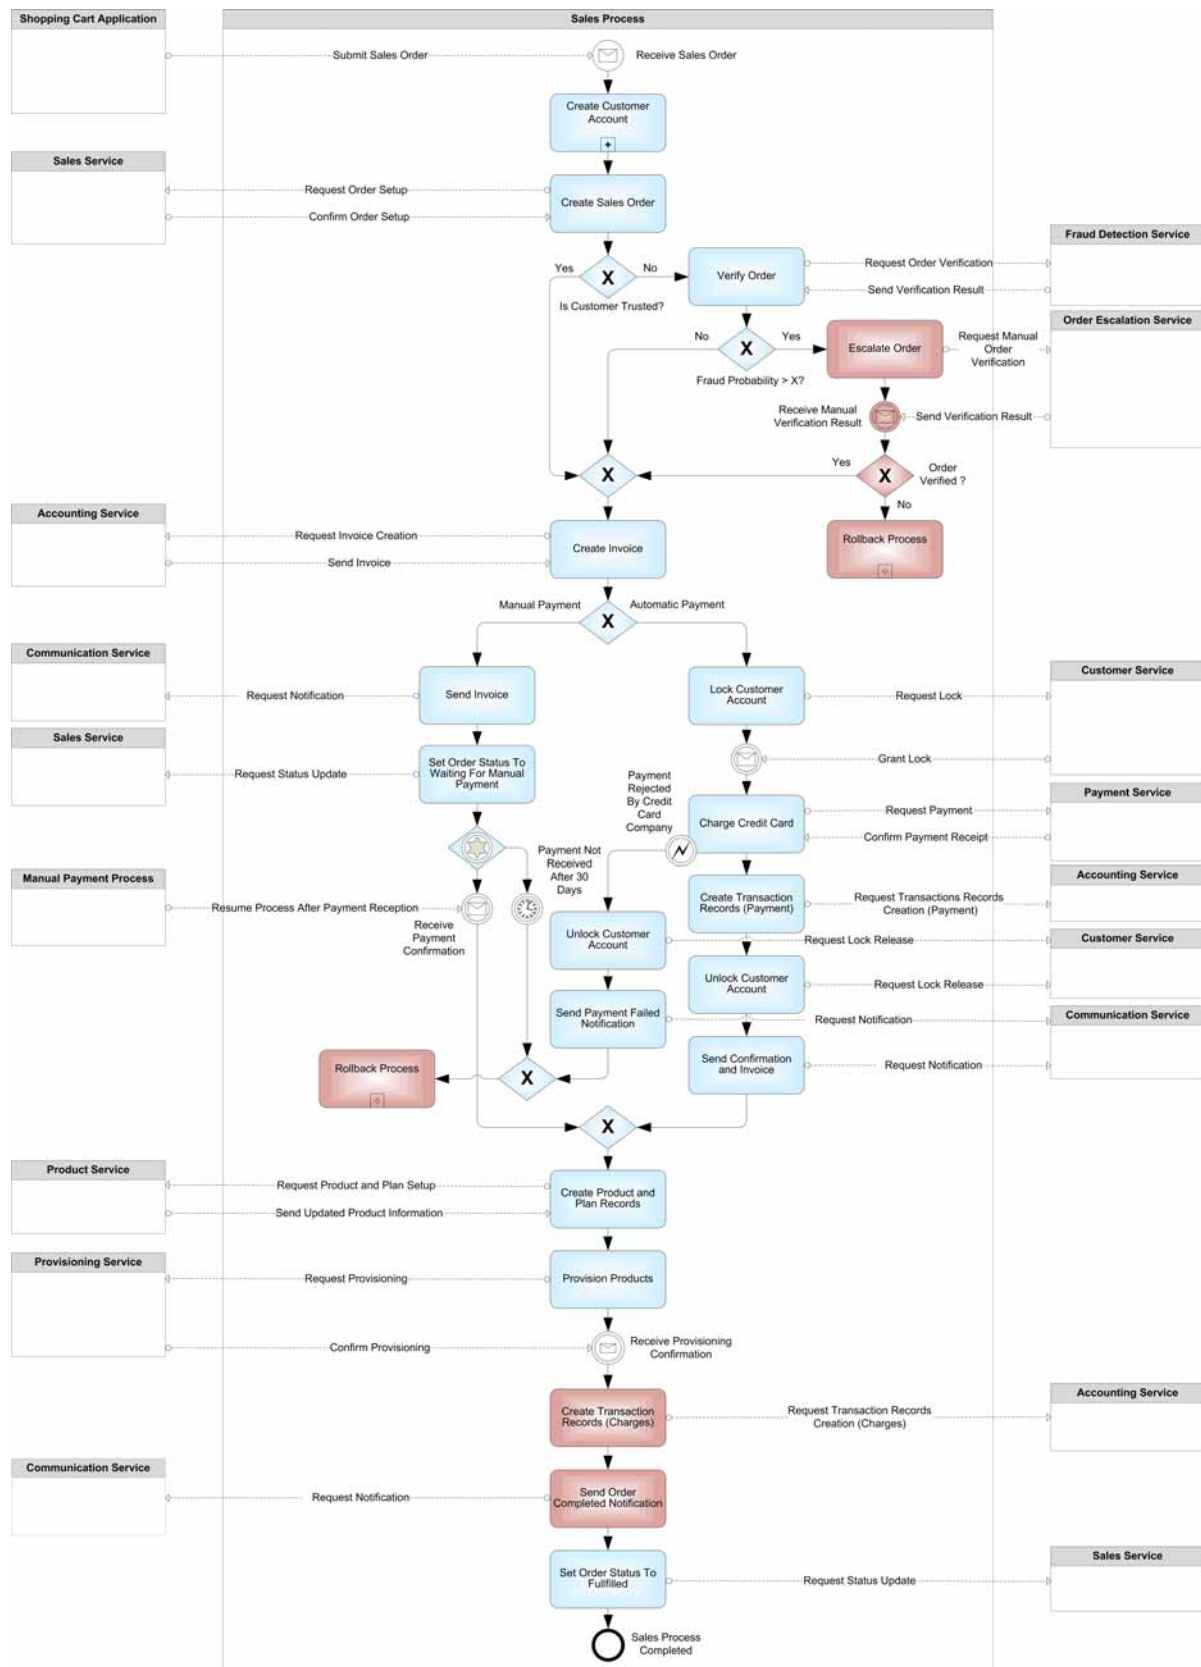 Shopping Cart Application
Sales Process
Submit Sales Order
Receive Sales Order
Create Customer
Account
Sales Service
Request Order Setup
Create Sales Order
Confirm Order Setup
Fraud Detection Service
Yes
X
No
Verify Order
Request Order Verification
Send Verification Result
Is Customer Trusted?
Order Escalation Service
No
X
Yes
Escalate Order
Request Manual
Order
Verification
Fraud Probability > X?
Receive Manual
Verification Result
Send Verification Result
X
Yes
X
Order
Verified ?
No
Accounting Service
Request Invoice Creation
Create Invoice
Send Invoice
Rollback Process
Manual Payment
X
Automatic Payment
Communication Service
Request Notification
Send Invoice
Lock Customer
Account
Request Lock
Customer Service
Sales Service
Request Status Update
Set Order Status To
Waiting For Manual
Payment
Grant Lock
Payment
Rejected
By Credit
Card
Company
Charge Credit Card
Request Payment
Confirm Payment Receipt
Payment Service
Payment Not
Received
After 30
Days
Manual Payment Process
Resume Process After Payment Reception
Receive
Payment
Confirmation
Create Transaction
Records (Payment)
Request Transactions Records
Creation (Payment)
Accounting Service
Unlock Customer
Account
Request Lock Release
Customer Service
Unlock Customer
Account
Request Lock Release
Send Payment Failed
Notification
Request Notification
Communication Service
Rollback Process
X
Send Confirmation
and Invoice
Request Notification
X
Product Service
Request Product and Plan Setup
Create Product and
Plan Records
Send Updated Product Information
Provisioning Service
Request Provisioning
Provision Products
Confirm Provisioning
Receive Provisioning
Confirmation
Create Transaction
Records (Charges)
Request Transaction Records
Creation (Charges)
Accounting Service
Communication Service
Request Notification
Send Order
Completed Notification
Set Order Status To
Fullfilled
Request Status Update
Sales Service
Sales Process
Completed